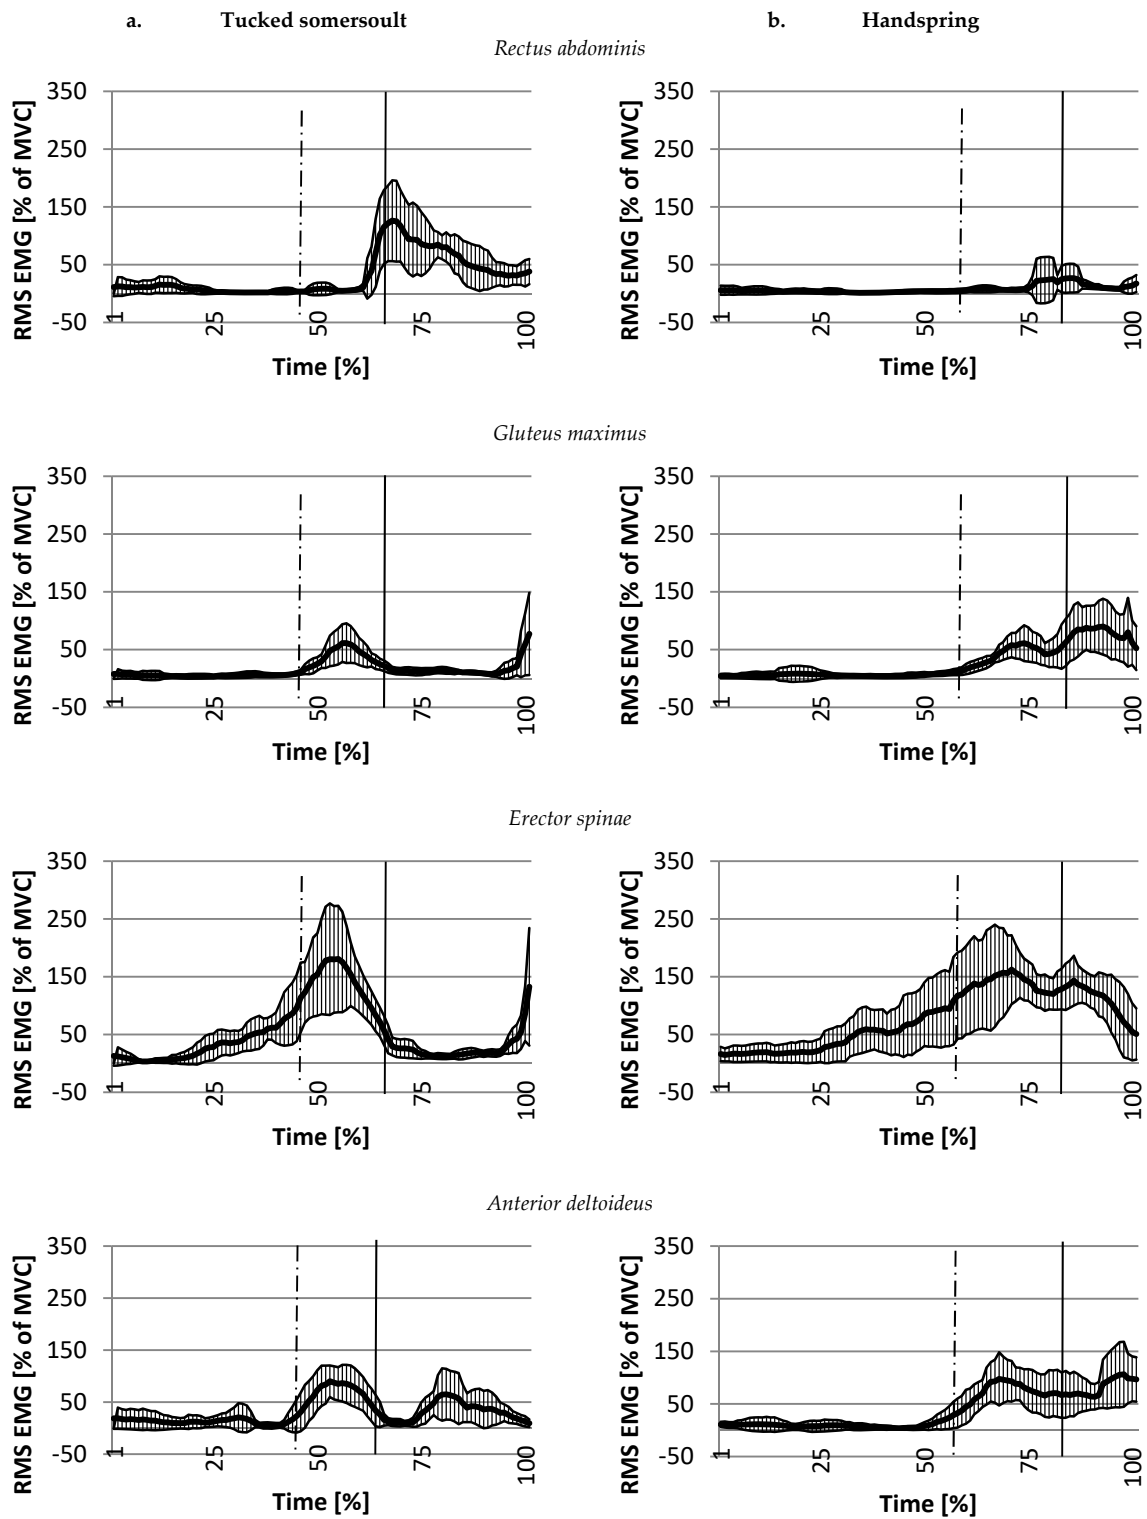 a. Tucked somersoult b. Handspring
Rectus abdominis
RMS EMG [% of MVC] 350 250 150 50 -50 1 25 50 75 100 Time [%]
RMS EMG [% of MVC] 350 250 150 50 -50 1 25 50 75 100 Time [%]
Gluteus maximus
RMS EMG [% of MVC] 350 250 150 50 -50 1 25 50 75 100 Time [%]
RMS EMG [% of MVC] 350 250 150 50 -50 1 25 50 75 100 Time [%]
Erector spinae
RMS EMG [% of MVC] 350 250 150 50 -50 1 25 50 75 100 Time [%]
RMS EMG [% of MVC] 350 250 150 50 -50 1 25 50 75 100 Time [%]
Anterior deltoideus
RMS EMG [% of MVC] 350 250 150 50 -50 1 25 50 75 100 Time [%]
RMS EMG [% of MVC] 350 250 150 50 -50 1 25 50 75 100 Time [%]